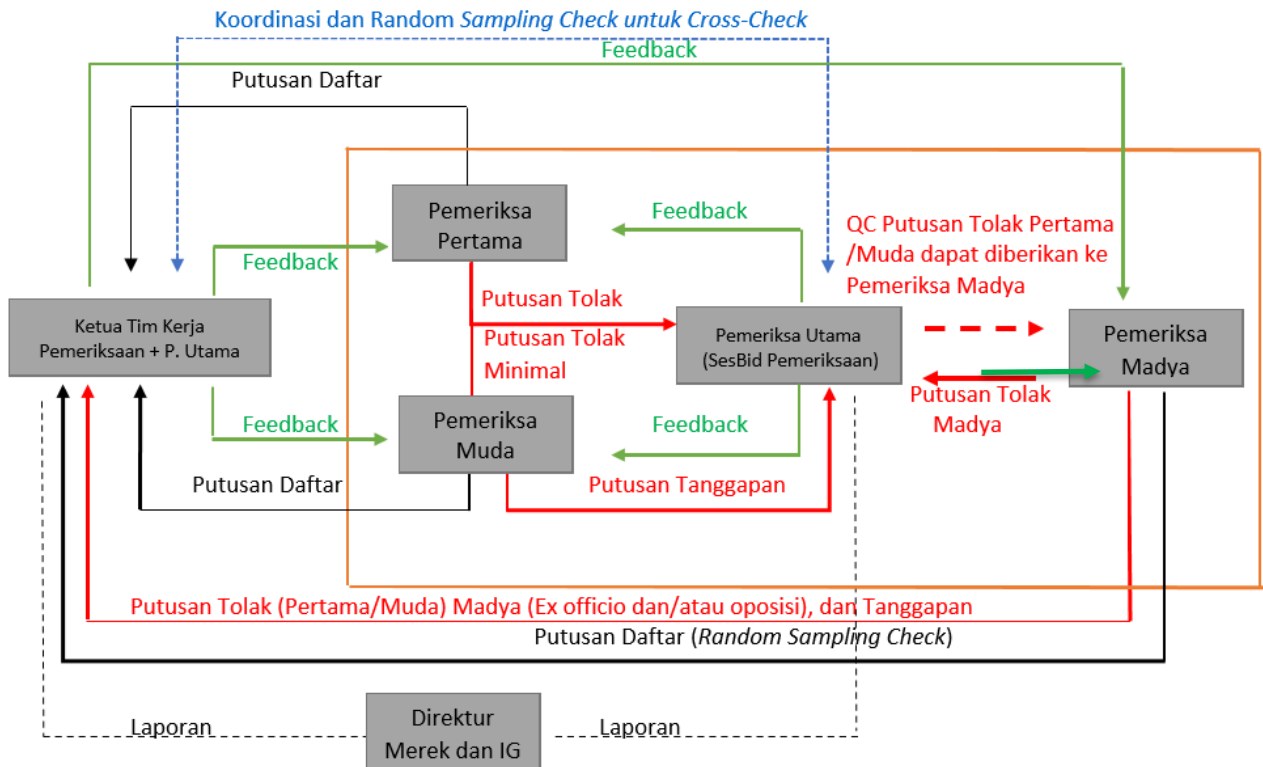 Koordinasi dan Random Sampling Check untuk Cross-Check
Feedback
Putusan Daftar
Pemeriksa
Pertama
Feedback
QC Putusan Tolak Pertama
/Muda dapat diberikan ke
Pemeriksa Madya
Feedback
Putusan Tolak
Ketua Tim Kerja
Pemeriksaan + P. Utama
Putusan Tolak
Minimal
Pemeriksa Utama
(SesBid Pemeriksaan)
Pemeriksa
Madya
Putusan Tolak
Madya
Pemeriksa
Muda
Feedback
Feedback
Putusan Daftar
Putusan Tanggapan
Putusan Tolak (Pertama/Muda) Madya (Ex officio dan/atau oposisi), dan Tanggapan
Putusan Daftar (Random Sampling Check)
Laporan
Direktur
Merek dan IG
Laporan